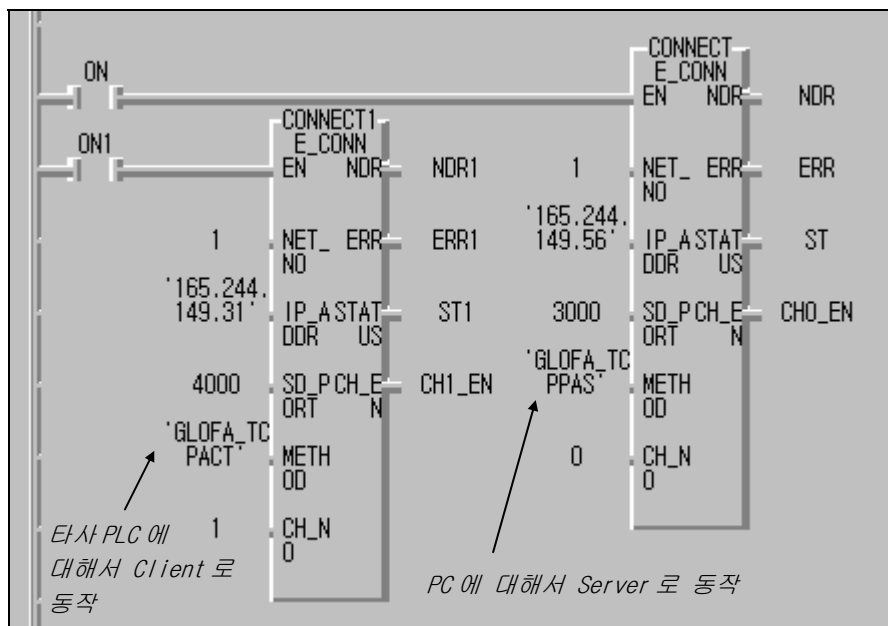 ON
CONNECT
E_CONN
EN NDR NDR
ON1
CONNECT1
E_CONN
EN NDR NDR1
1 NET_ ERR ERR
NO
1 NET_ ERR ERR1
NO
'165.244.
149.56' IP_A STAT ST
DDR US
'165.244.
149.31' IP_A STAT ST1
DDR US
3000 SD_P CH_E CH0_EN
ORT N
4000 SD_P CH_E CH1_EN
ORT N
'GLOFA_TC
PPAS' METH
OD
'GLOFA_TC
PACT' METH
OD
0 CH_N
O
1 CH_N
O
타사 PLC 에
대해서 Client 로
동작
PC 에 대해서 Server 로 동작